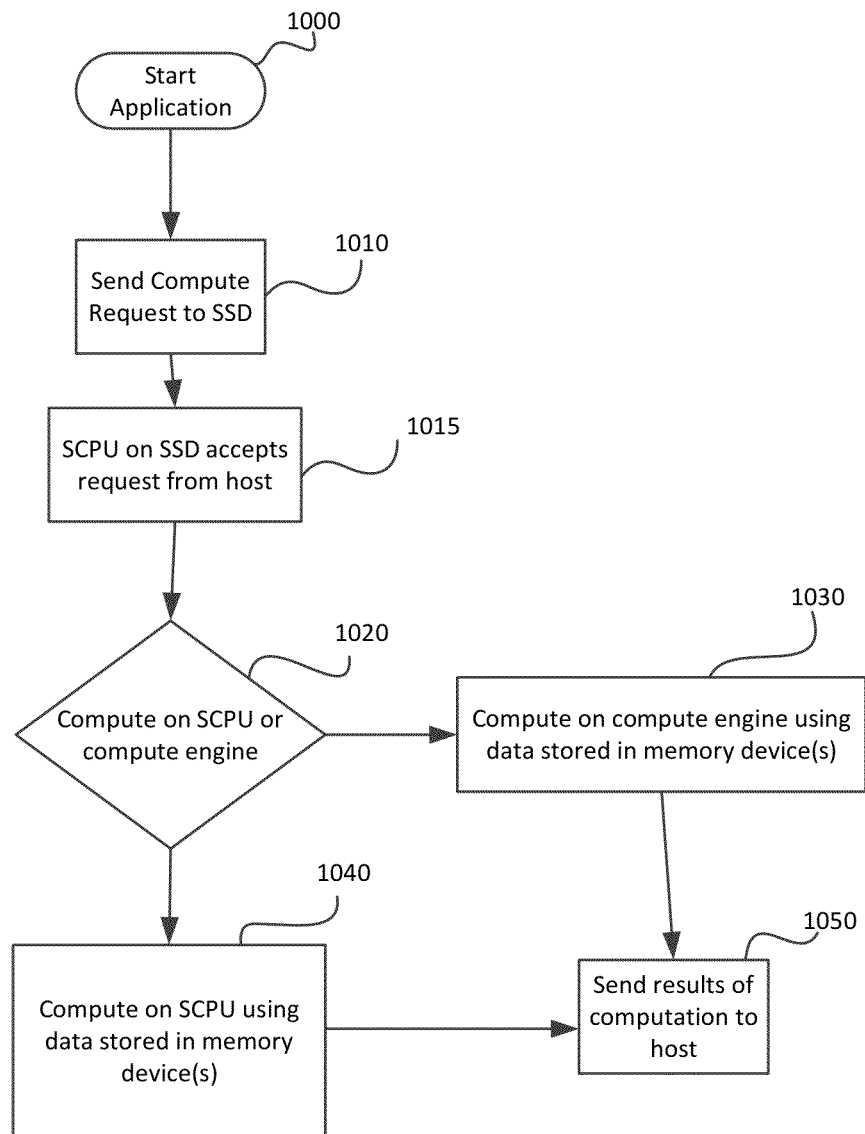 1000
Start
Application
1010
Send Compute
Request to SSD
1015
SCPU on SSD accepts
request from host
1020
Compute on SCPU or
compute engine
1030
Compute on compute engine using
data stored in memory device(s)
1040
Compute on SCPU using
data stored in memory
device(s)
1050
Send results of
computation to
host